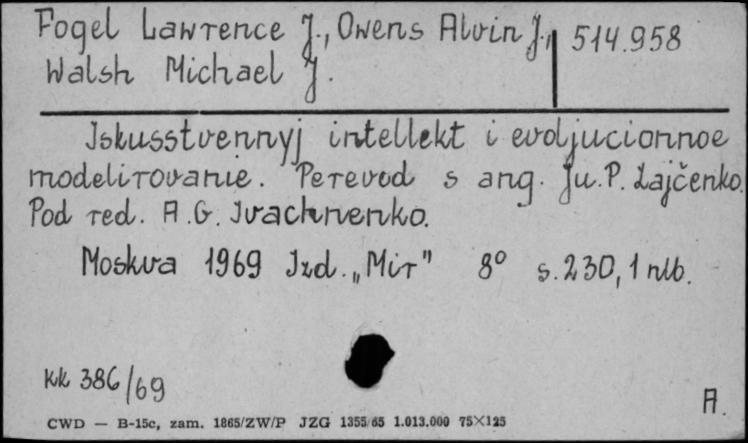 Fogel Lawrence J., Owens Alvin J., 514.958
Walsh Michael J.
Iskusstvennyj intellekt i evoljucionnoe
modelirovanie. Perevod s ang. Ju.P. Lajčenko.
Pod red. A.G. Ivachnenko.
Moskva 1969 Izd. „Mir" 8° s.230, 1 nlb.
KK 386/69
A.
CWD — B-15c, zam. 1865/ZW/P JZG 1355/65 1.013.000 75×125